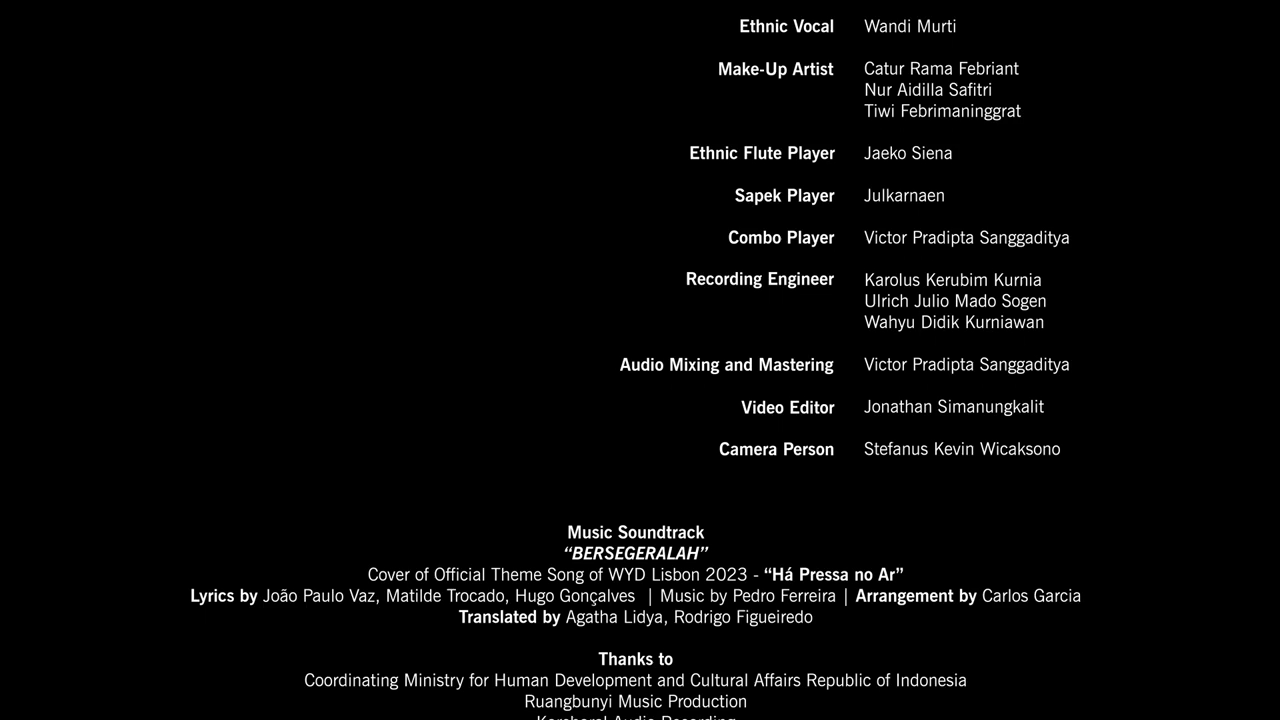 Ethnic Vocal Wandi Murti
Make-Up Artist Catur Rama Febriant
Nur Aidilla Safitri
Tiwi Febrimaninggrat
Ethnic Flute Player Jaeko Siena
Sapek Player Julkarnaen
Combo Player Victor Pradipta Sanggaditya
Recording Engineer Karolus Kerubim Kurnia
Ulrich Julio Mado Sogen
Wahyu Didik Kurniawan
Audio Mixing and Mastering Victor Pradipta Sanggaditya
Video Editor Jonathan Simanungkalit
Camera Person Stefanus Kevin Wicaksono
Music Soundtrack
“BERSEGERALAH”
Cover of Official Theme Song of WYD Lisbon 2023 - “Há Pressa no Ar”
Lyrics by João Paulo Vaz, Matilde Trocado, Hugo Gonçalves | Music by Pedro Ferreira | Arrangement by Carlos Garcia
Translated by Agatha Lidya, Rodrigo Figueiredo
Thanks to
Coordinating Ministry for Human Development and Cultural Affairs Republic of Indonesia
Ruangbunyi Music Production
Audio Recording